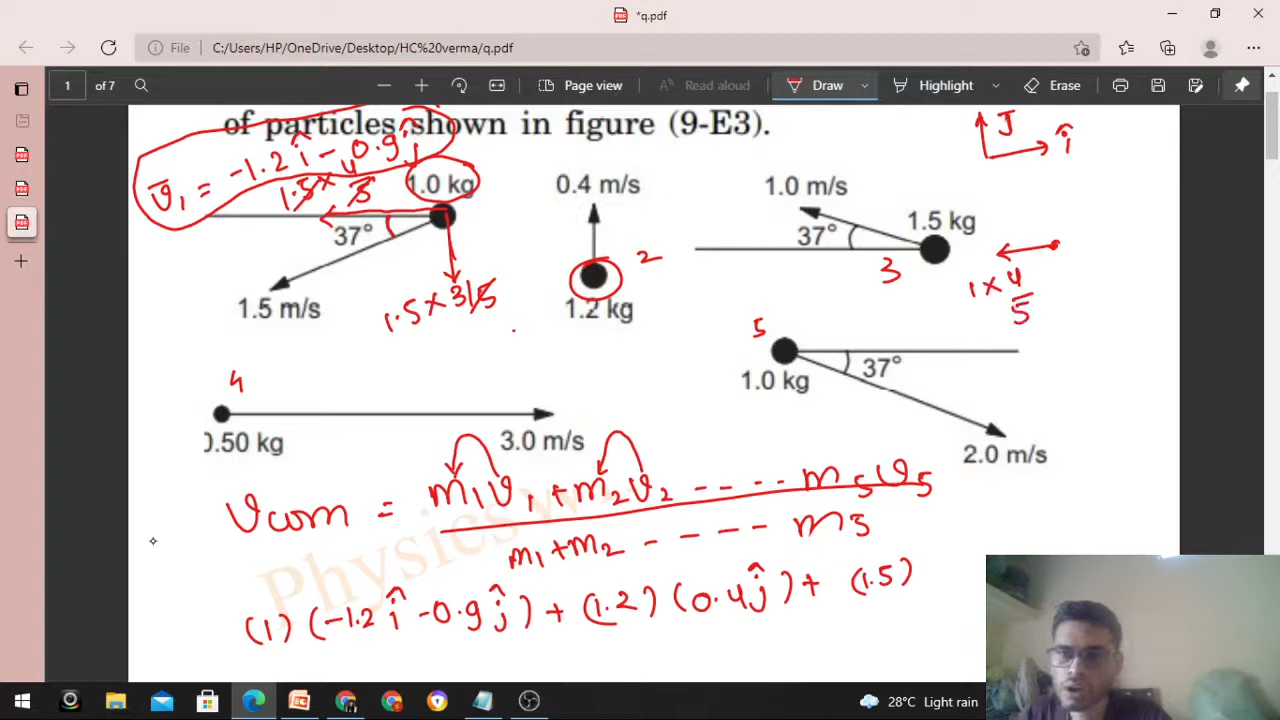 *q.pdf
File C:/Users/HP/OneDrive/Desktop/HC%20verma/q.pdf
1 of 7 Page view Read aloud Draw Highlight Erase
of particles shown in figure (9-E3).
v̄₁ = -1.2 î - 0.9 ĵ
J
î
1.5 × 4/5
1.0 kg
37°
1.5 m/s
1.5 × 3/5
0.4 m/s
2
1.2 kg
1.0 m/s
1.5 kg
37°
3
1 × 4/5
5
1.0 kg
37°
2.0 m/s
4
0.50 kg
3.0 m/s
Vcom = m₁v₁ + m₂v₂ ----- m₅v₅
m₁+m₂ ----- m5
Physics W
(1) (-1.2 î - 0.9 ĵ) + (1.2) (0.4 ĵ) + (1.5)
28°C Light rain